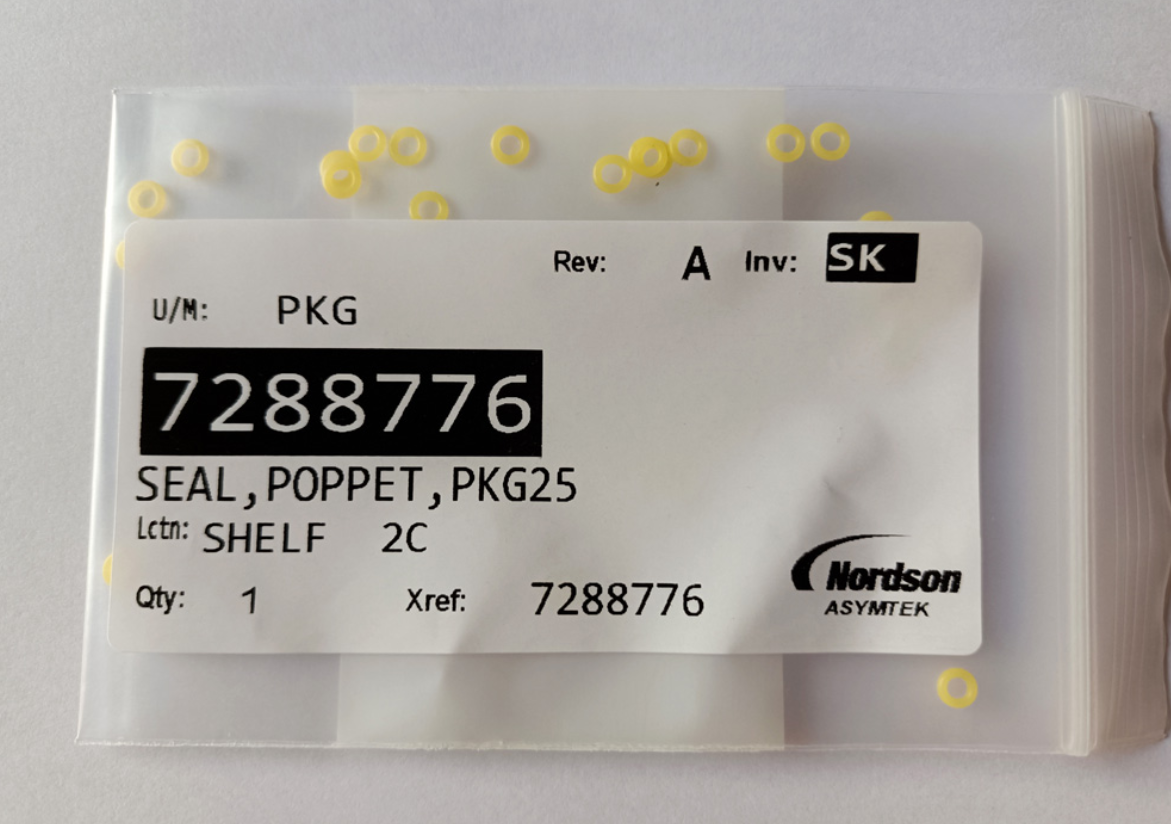 Rev: A Inv: SK
U/M: PKG
7288776
SEAL,POPPET,PKG25
Lctn: SHELF 2C
Qty: 1 Xref: 7288776
Nordson
ASYMTEK